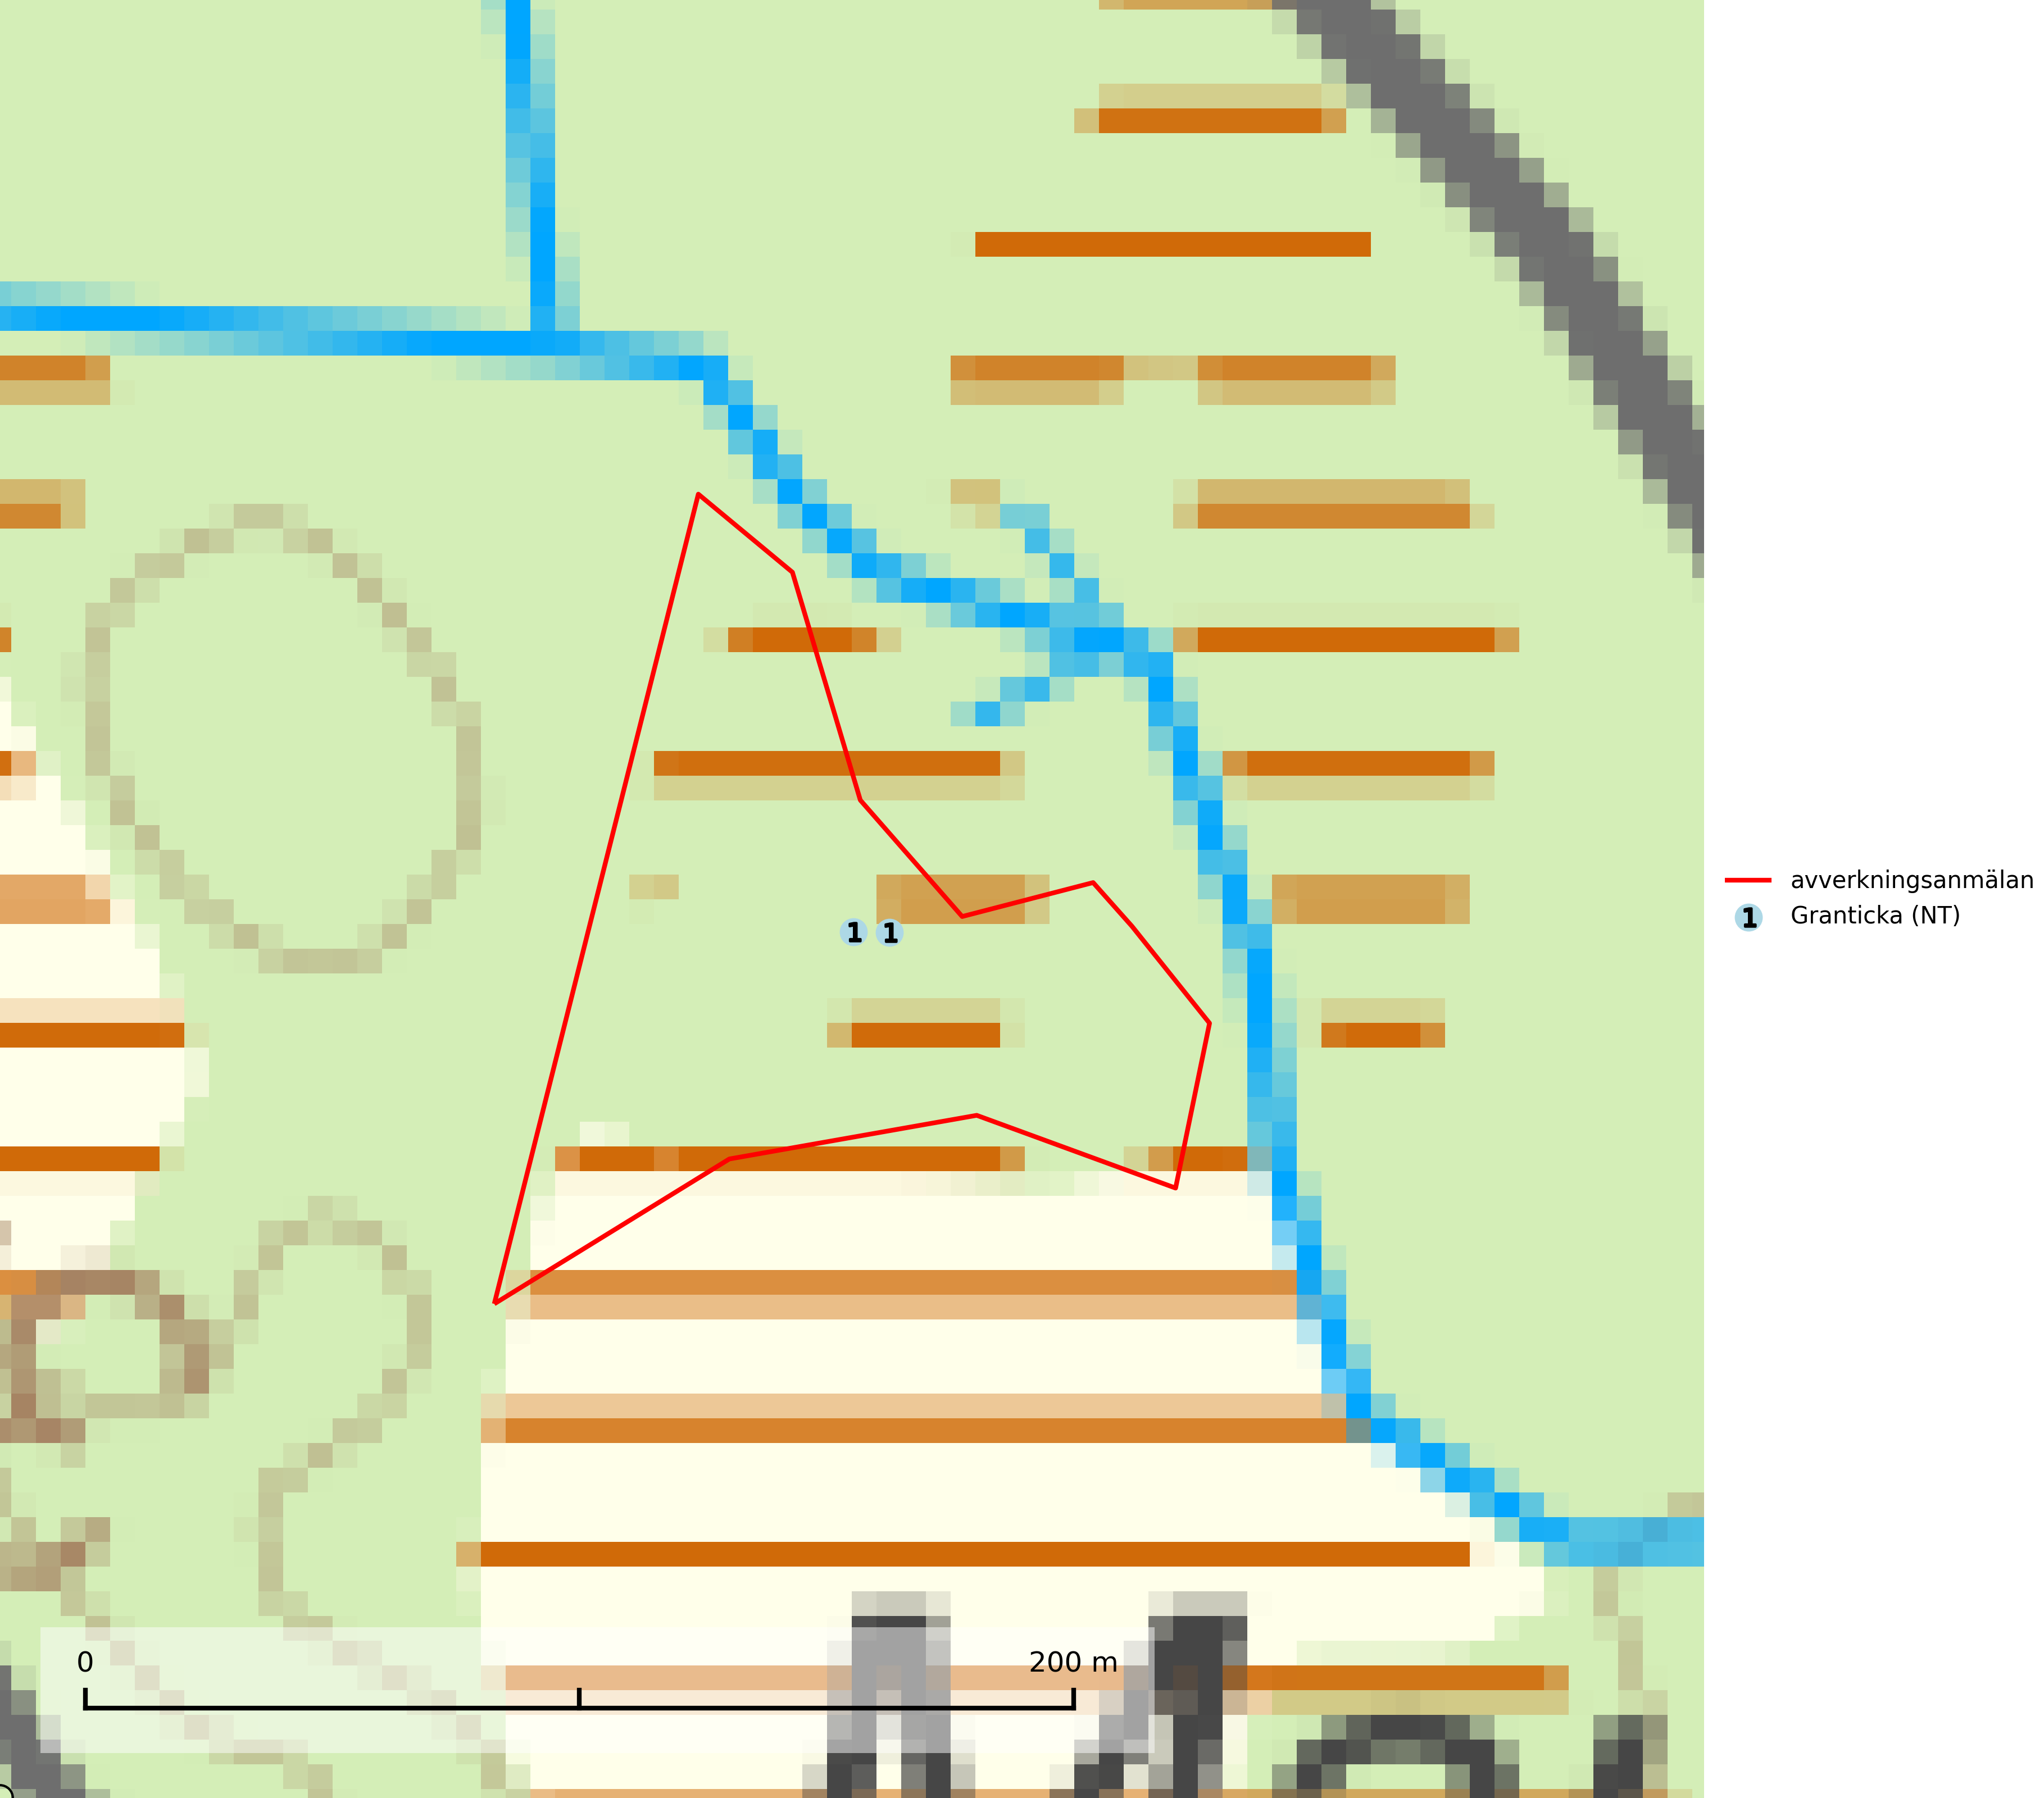 avverkningsanmälan
1 1
1 Granticka (NT)
0 200 m